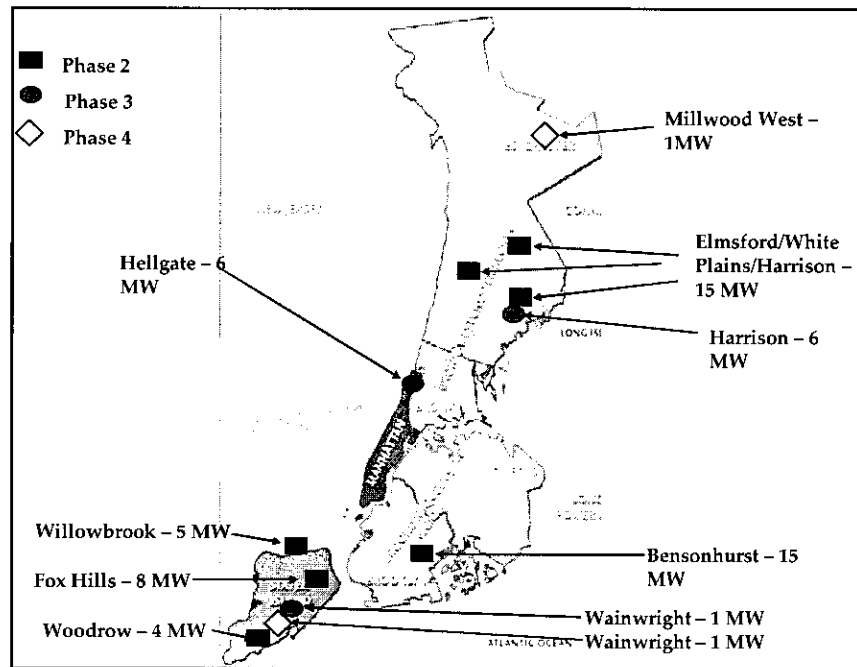 Phase 2
Phase 3
Phase 4
Millwood West –
1MW
Elmsford/White
Plains/Harrison –
15 MW
Hellgate – 6
MW
Harrison – 6
MW
LONG ISL
MANHATTAN
Willowbrook – 5 MW
Fox Hills – 8 MW
Woodrow – 4 MW
Bensonhurst – 15
MW
Wainwright – 1 MW
Wainwright – 1 MW
ATLANTIC OCEAN